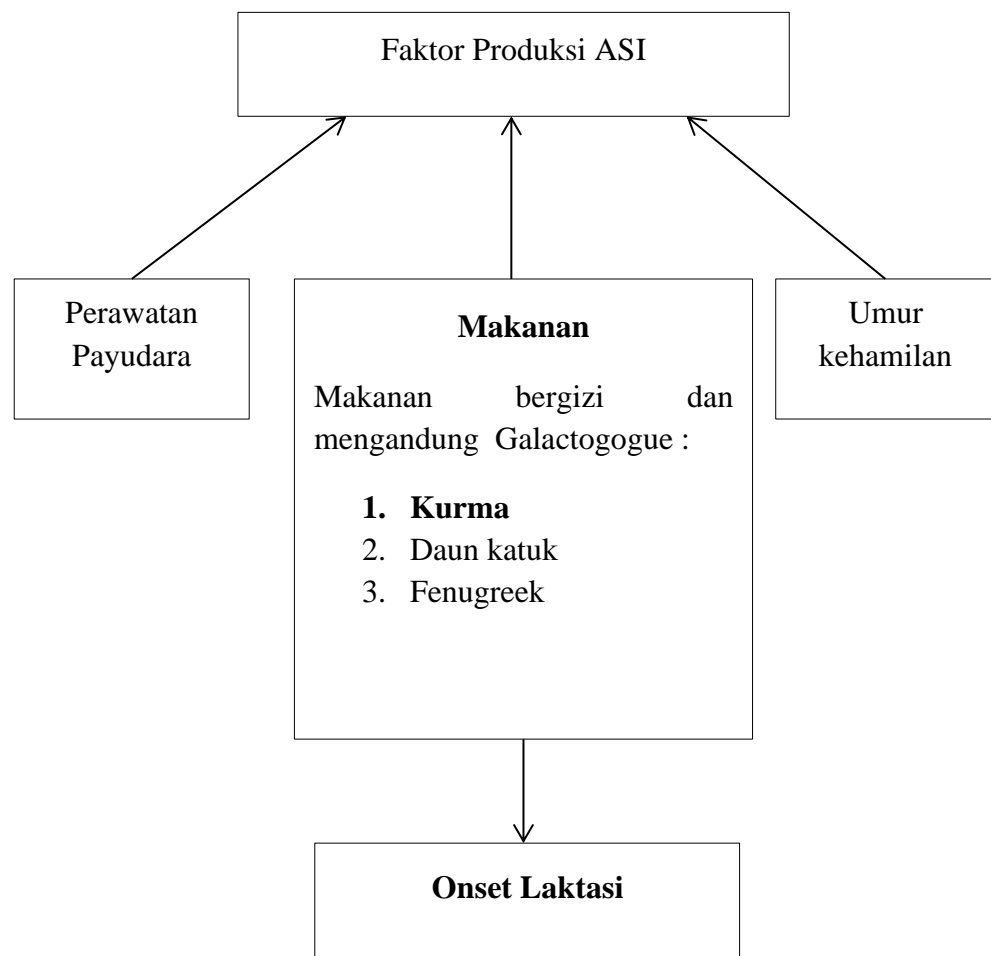 Faktor Produksi ASI
Perawatan
Payudara
Makanan
Makanan bergizi dan
mengandung Galactogogue :
1. Kurma
2. Daun katuk
3. Fenugreek
Umur
kehamilan
Onset Laktasi